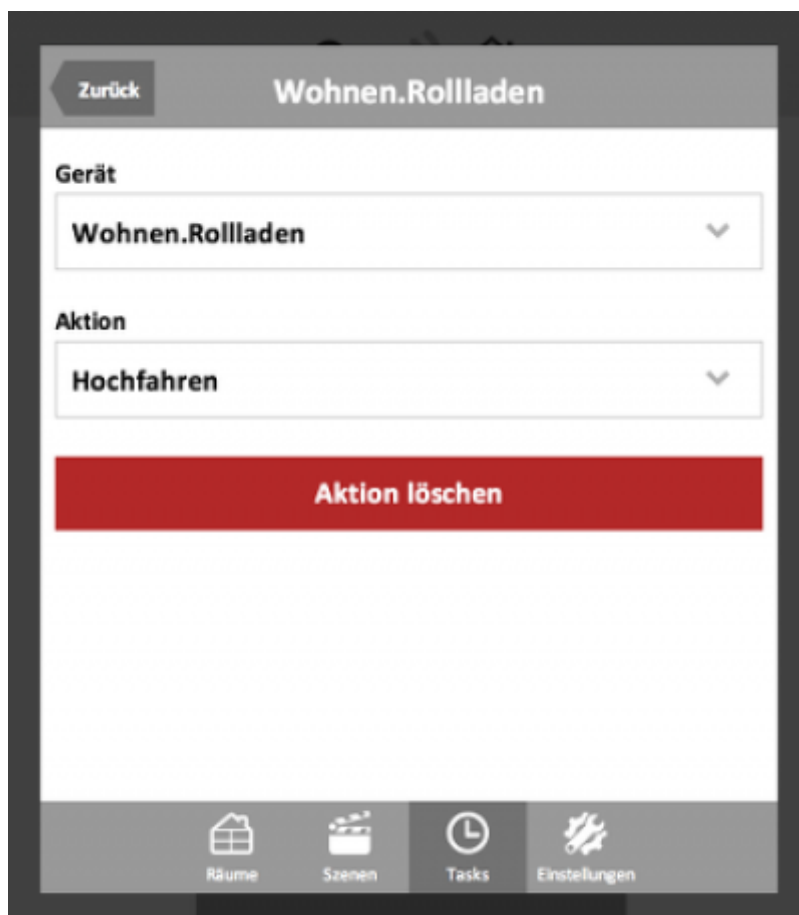 Zurück
Wohnen.Rollladen
Gerät
Wohnen.Rollladen
Aktion
Hochfahren
Aktion löschen
Räume
Szenen
Tasks
Einstellungen